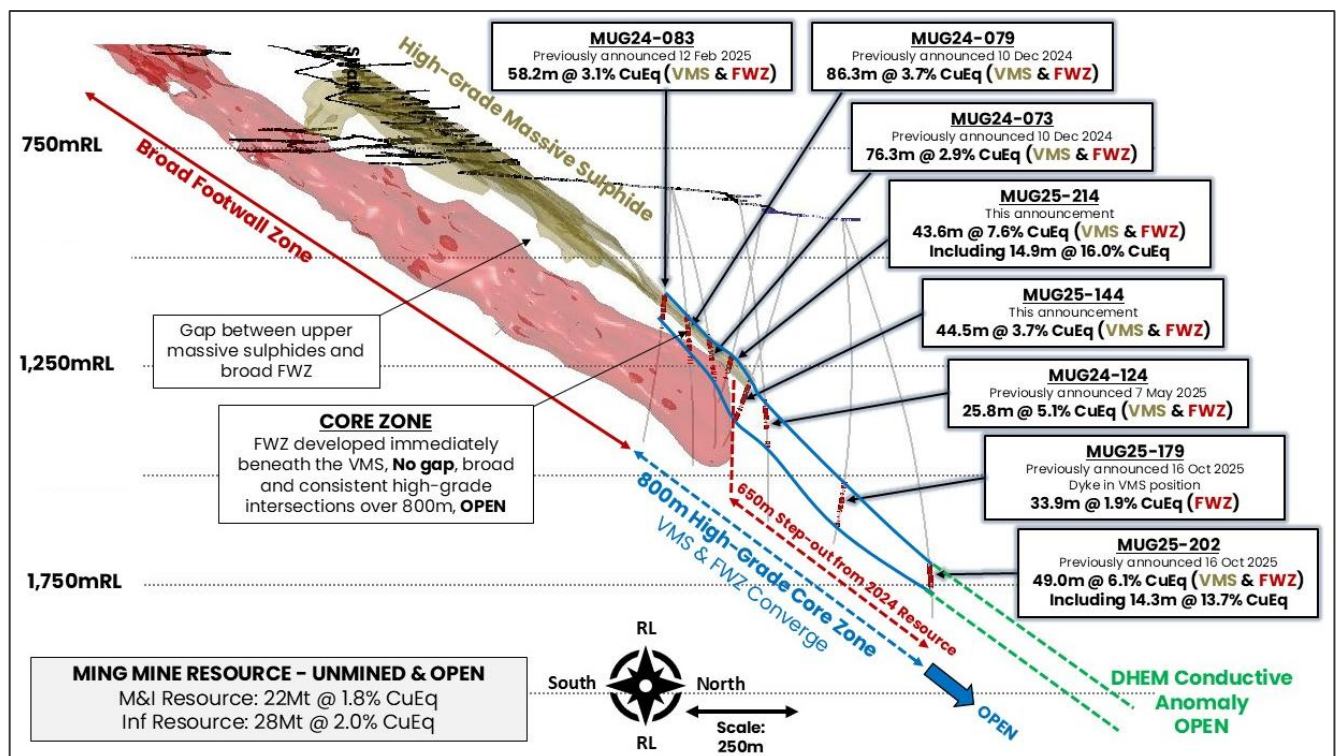 MUG24-083
Previously announced 12 Feb 2025
58.2m @ 3.1% CuEq (VMS & FWZ)
MUG24-079
Previously announced 10 Dec 2024
86.3m @ 3.7% CuEq (VMS & FWZ)
MUG24-073
Previously announced 10 Dec 2024
76.3m @ 2.9% CuEq (VMS & FWZ)
MUG25-214
This announcement
43.6m @ 7.6% CuEq (VMS & FWZ)
Including 14.9m @ 16.0% CuEq
MUG25-144
This announcement
44.5m @ 3.7% CuEq (VMS & FWZ)
MUG24-124
Previously announced 7 May 2025
25.8m @ 5.1% CuEq (VMS & FWZ)
MUG25-179
Previously announced 16 Oct 2025
Dyke in VMS position
33.9m @ 1.9% CuEq (FWZ)
MUG25-202
Previously announced 16 Oct 2025
49.0m @ 6.1% CuEq (VMS & FWZ)
Including 14.3m @ 13.7% CuEq
High-Grade Massive Sulphide
Broad Footwall Zone
750mRL
1,250mRL
1,750mRL
Gap between upper
massive sulphides and
broad FWZ
CORE ZONE
FWZ developed immediately
beneath the VMS, No gap, broad
and consistent high-grade
intersections over 800m, OPEN
800m High-Grade Core Zone
VMS & FWZ Converge
650m Step-out from 2024 Resource
OPEN
DHEM Conductive
Anomaly
OPEN
MING MINE RESOURCE – UNMINED & OPEN
M&I Resource: 22Mt @ 1.8% CuEq
Inf Resource: 28Mt @ 2.0% CuEq
RL
South
North
RL
Scale:
250m